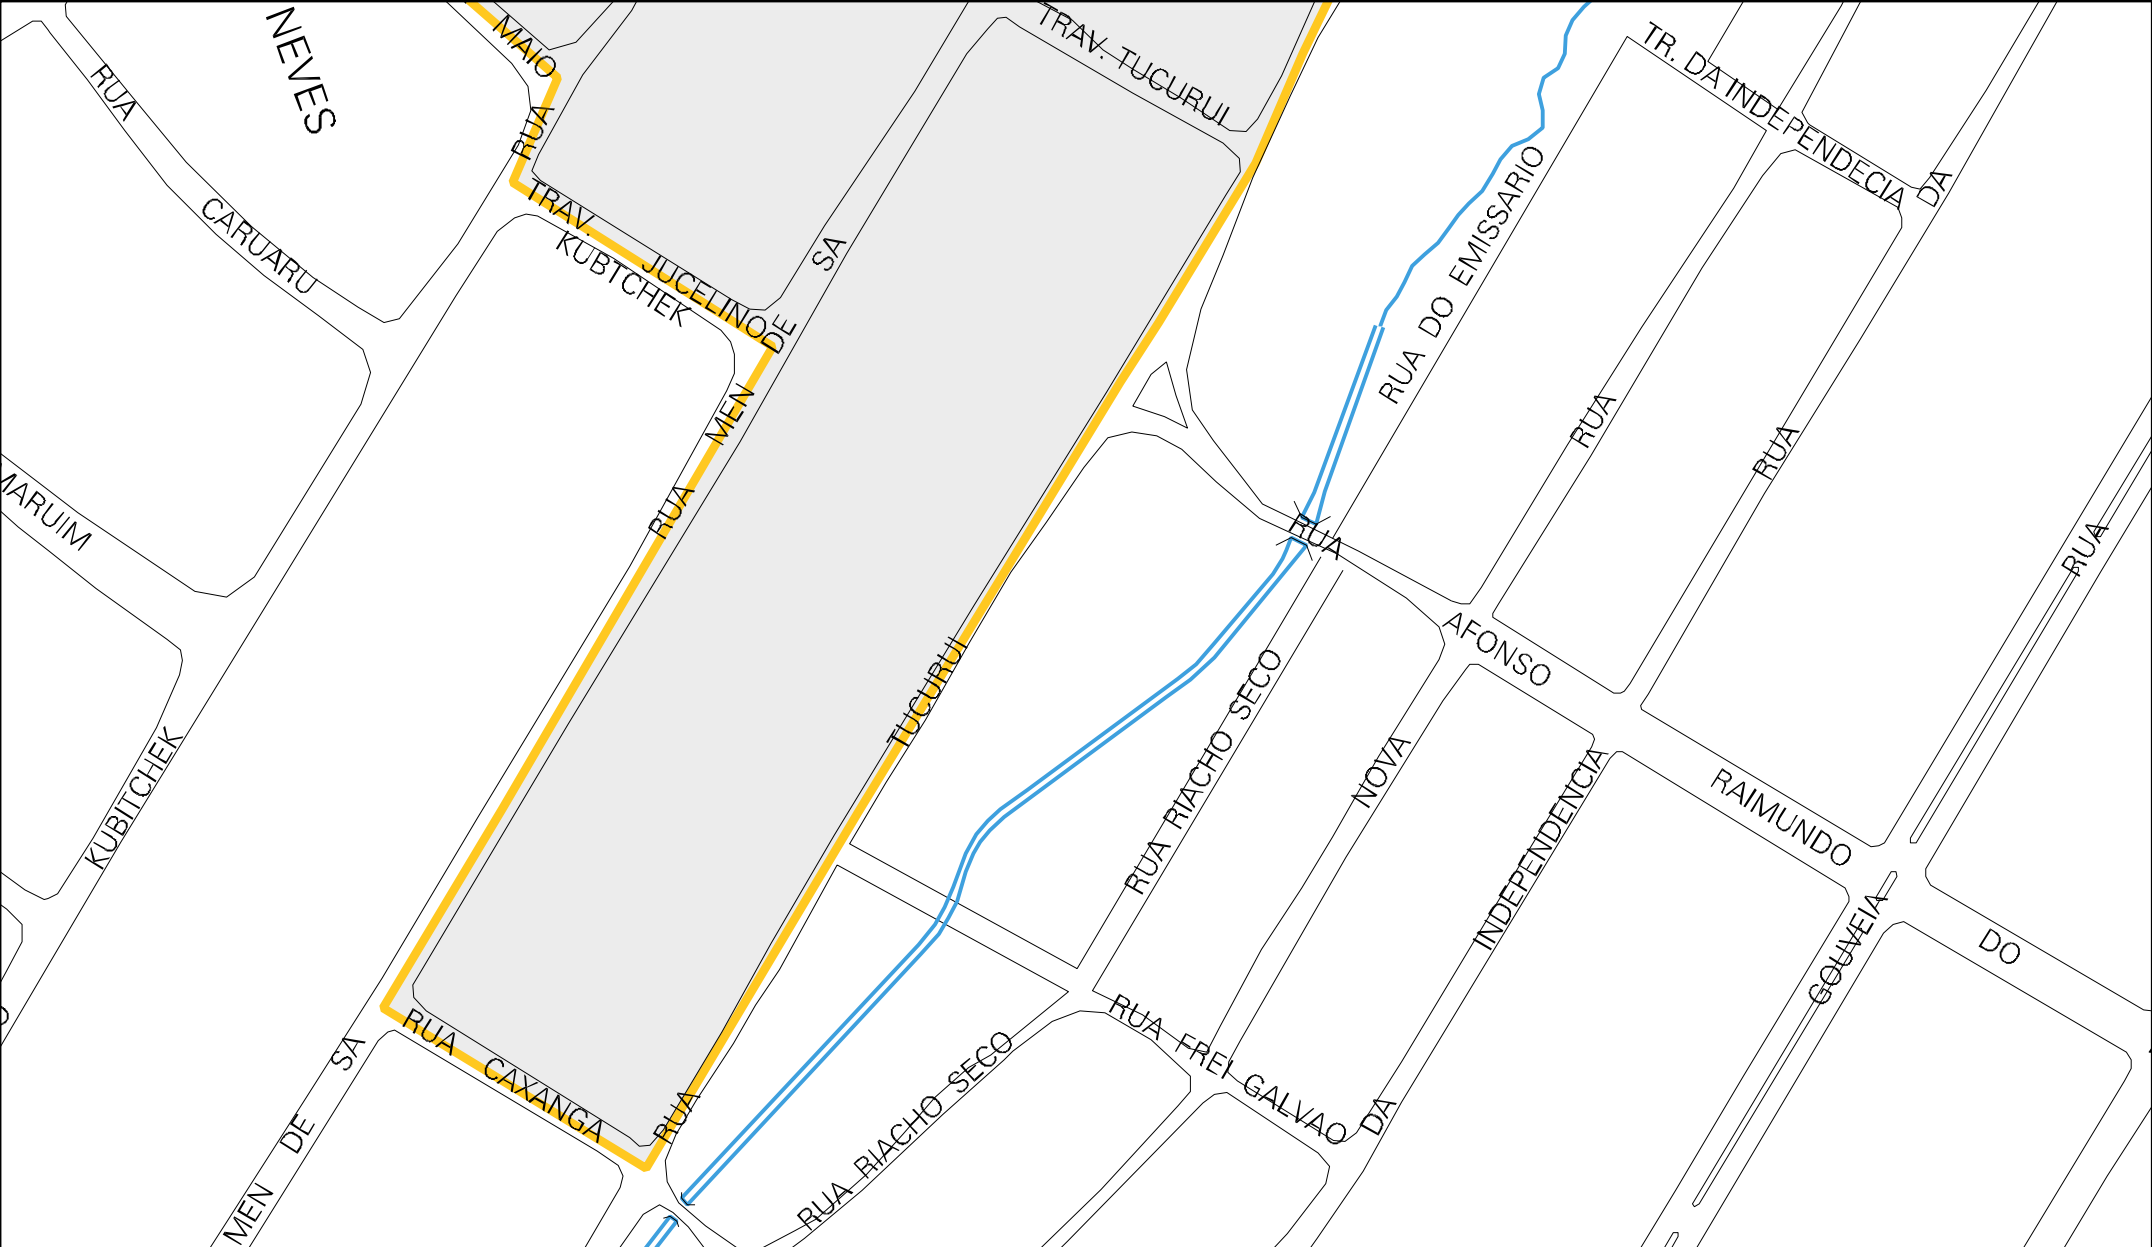 NEVES
MAIO
RUA
CARUARU
RUA
TRAV. JUCELINO
KUBTCHEK
TRAV. TUCURUI
TR. DA INDEPENDECIA
DA
SA
DE
MEN
RUA
RUA DO EMISSARIO
RUA
RUA
RUA
MARUIM
RUA
AFONSO
RAIMUNDO
DO
TUCURUI
RUA
RUA RIACHO SECO
NOVA
INDEPENDENCIA
DA
GOUVEIA
KUBITCHEK
RUA CAXANGA
RUA RIACHO SECO
RUA FREI GALVAO
SA
DE
MEN